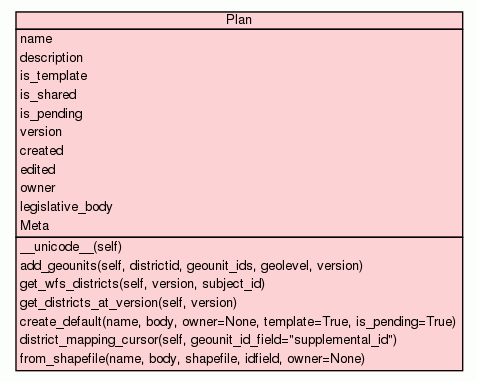 Plan
name
description
is_template
is_shared
is_pending
version
created
edited
owner
legislative_body
Meta
__unicode__(self)
add_geounits(self, districtid, geounit_ids, geolevel, version)
get_wfs_districts(self, version, subject_id)
get_districts_at_version(self, version)
create_default(name, body, owner=None, template=True, is_pending=True)
district_mapping_cursor(self, geounit_id_field="supplemental_id")
from_shapefile(name, body, shapefile, idfield, owner=None)